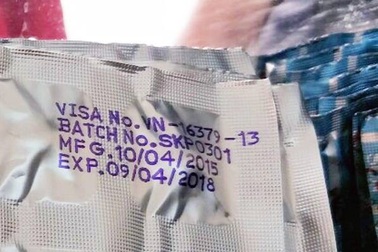 VISA No. VN-16379-13
BATCH No. SKP0301
MFG. 10/04/2015
EXP. 09/04/2018